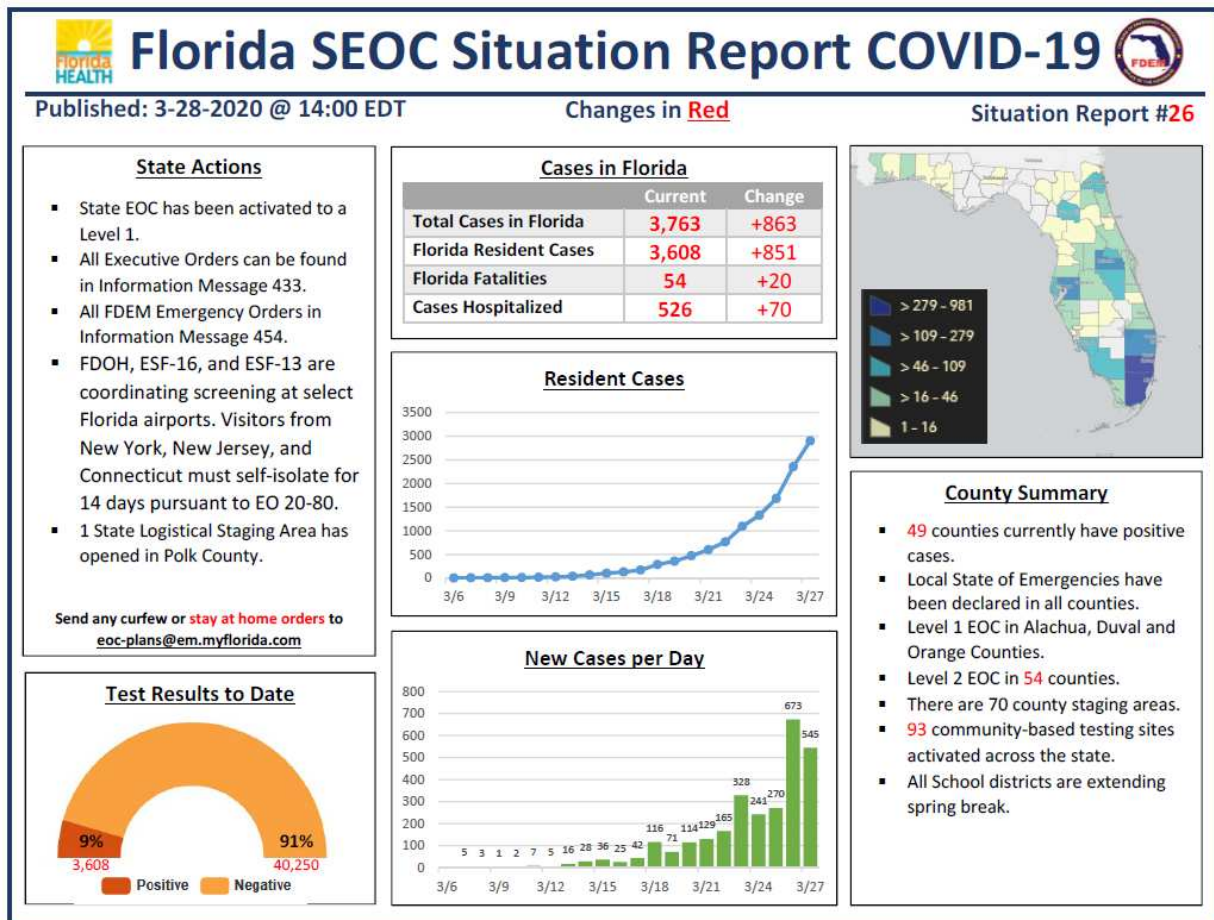 Florida
HEALTH
Florida SEOC Situation Report COVID-19
FDEM
Published: 3-28-2020 @ 14:00 EDT
Changes in Red
Situation Report #26
State Actions
▪ State EOC has been activated to a
Level 1.
▪ All Executive Orders can be found
in Information Message 433.
▪ All FDEM Emergency Orders in
Information Message 454.
▪ FDOH, ESF-16, and ESF-13 are
coordinating screening at select
Florida airports. Visitors from
New York, New Jersey, and
Connecticut must self-isolate for
14 days pursuant to EO 20-80.
▪ 1 State Logistical Staging Area has
opened in Polk County.
Send any curfew or stay at home orders to
eoc-plans@em.myflorida.com
Test Results to Date
9% 91%
3,608 40,250
Positive Negative
Cases in Florida
Current Change
Total Cases in Florida 3,763 +863
Florida Resident Cases 3,608 +851
Florida Fatalities 54 +20
Cases Hospitalized 526 +70
Resident Cases
3500
3000
2500
2000
1500
1000
500
0
3/6 3/9 3/12 3/15 3/18 3/21 3/24 3/27
New Cases per Day
800
700
600
500
400
300
200
100
0
5 3 1 2 7 5 16 28 36 25 42 116 71 114 129 165 328 241 270 673 545
3/6 3/9 3/12 3/15 3/18 3/21 3/24 3/27
> 279 - 981
> 109 - 279
> 46 - 109
> 16 - 46
1 - 16
County Summary
▪ 49 counties currently have positive
cases.
▪ Local State of Emergencies have
been declared in all counties.
▪ Level 1 EOC in Alachua, Duval and
Orange Counties.
▪ Level 2 EOC in 54 counties.
▪ There are 70 county staging areas.
▪ 93 community-based testing sites
activated across the state.
▪ All School districts are extending
spring break.